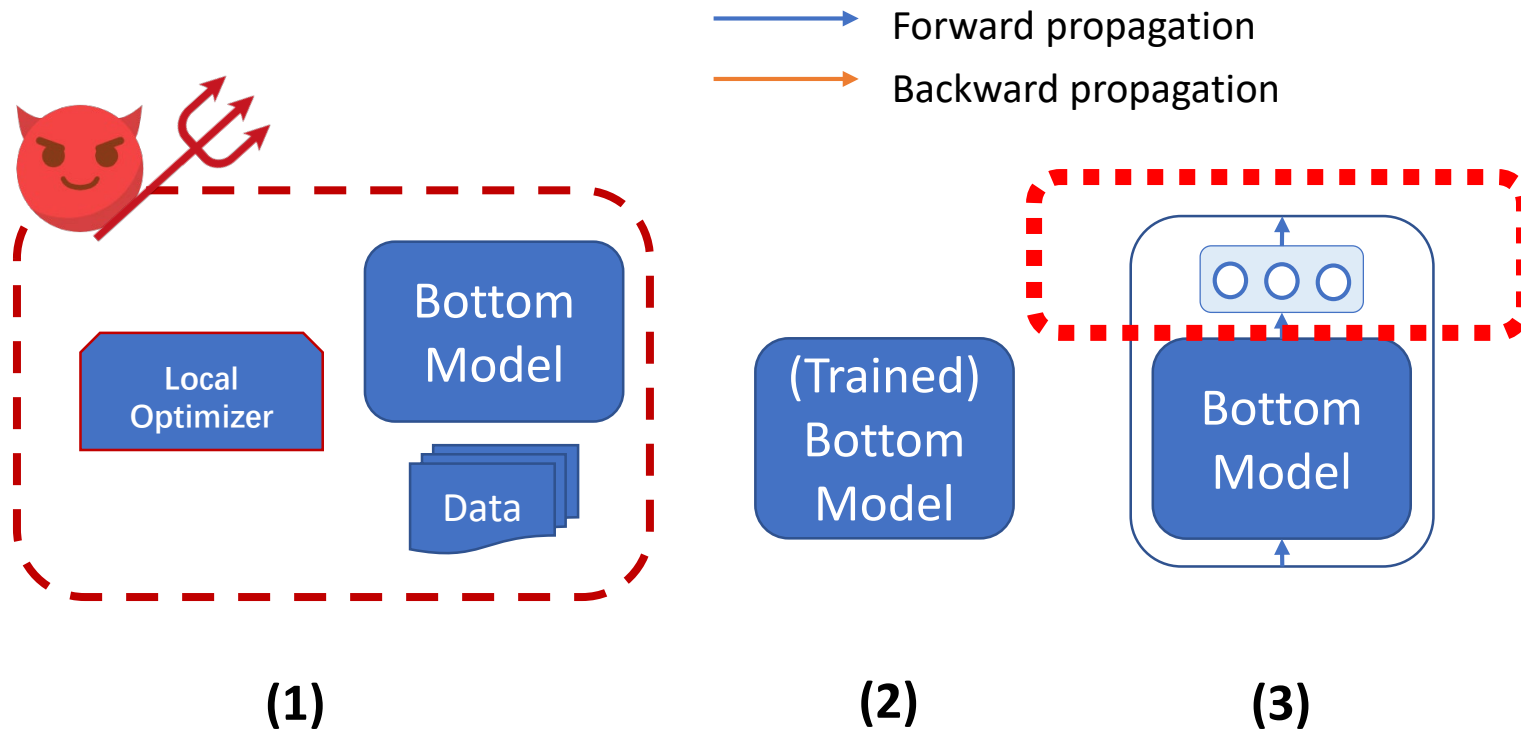 Forward propagation
Backward propagation
Bottom
Model
Local
Optimizer
Data
(Trained)
Bottom
Model
Bottom
Model
(1)
(2)
(3)